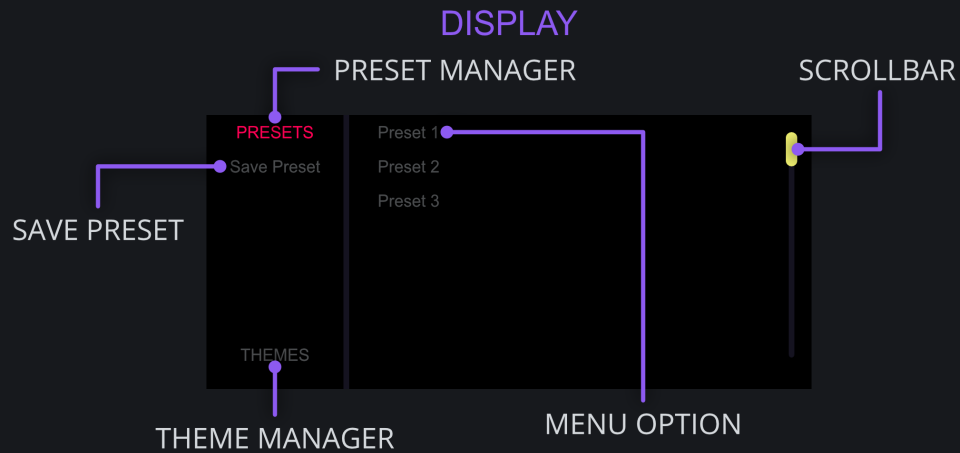 DISPLAY
PRESET MANAGER
SCROLLBAR
PRESETS
Preset 1
Save Preset
Preset 2
Preset 3
SAVE PRESET
THEMES
MENU OPTION
THEME MANAGER